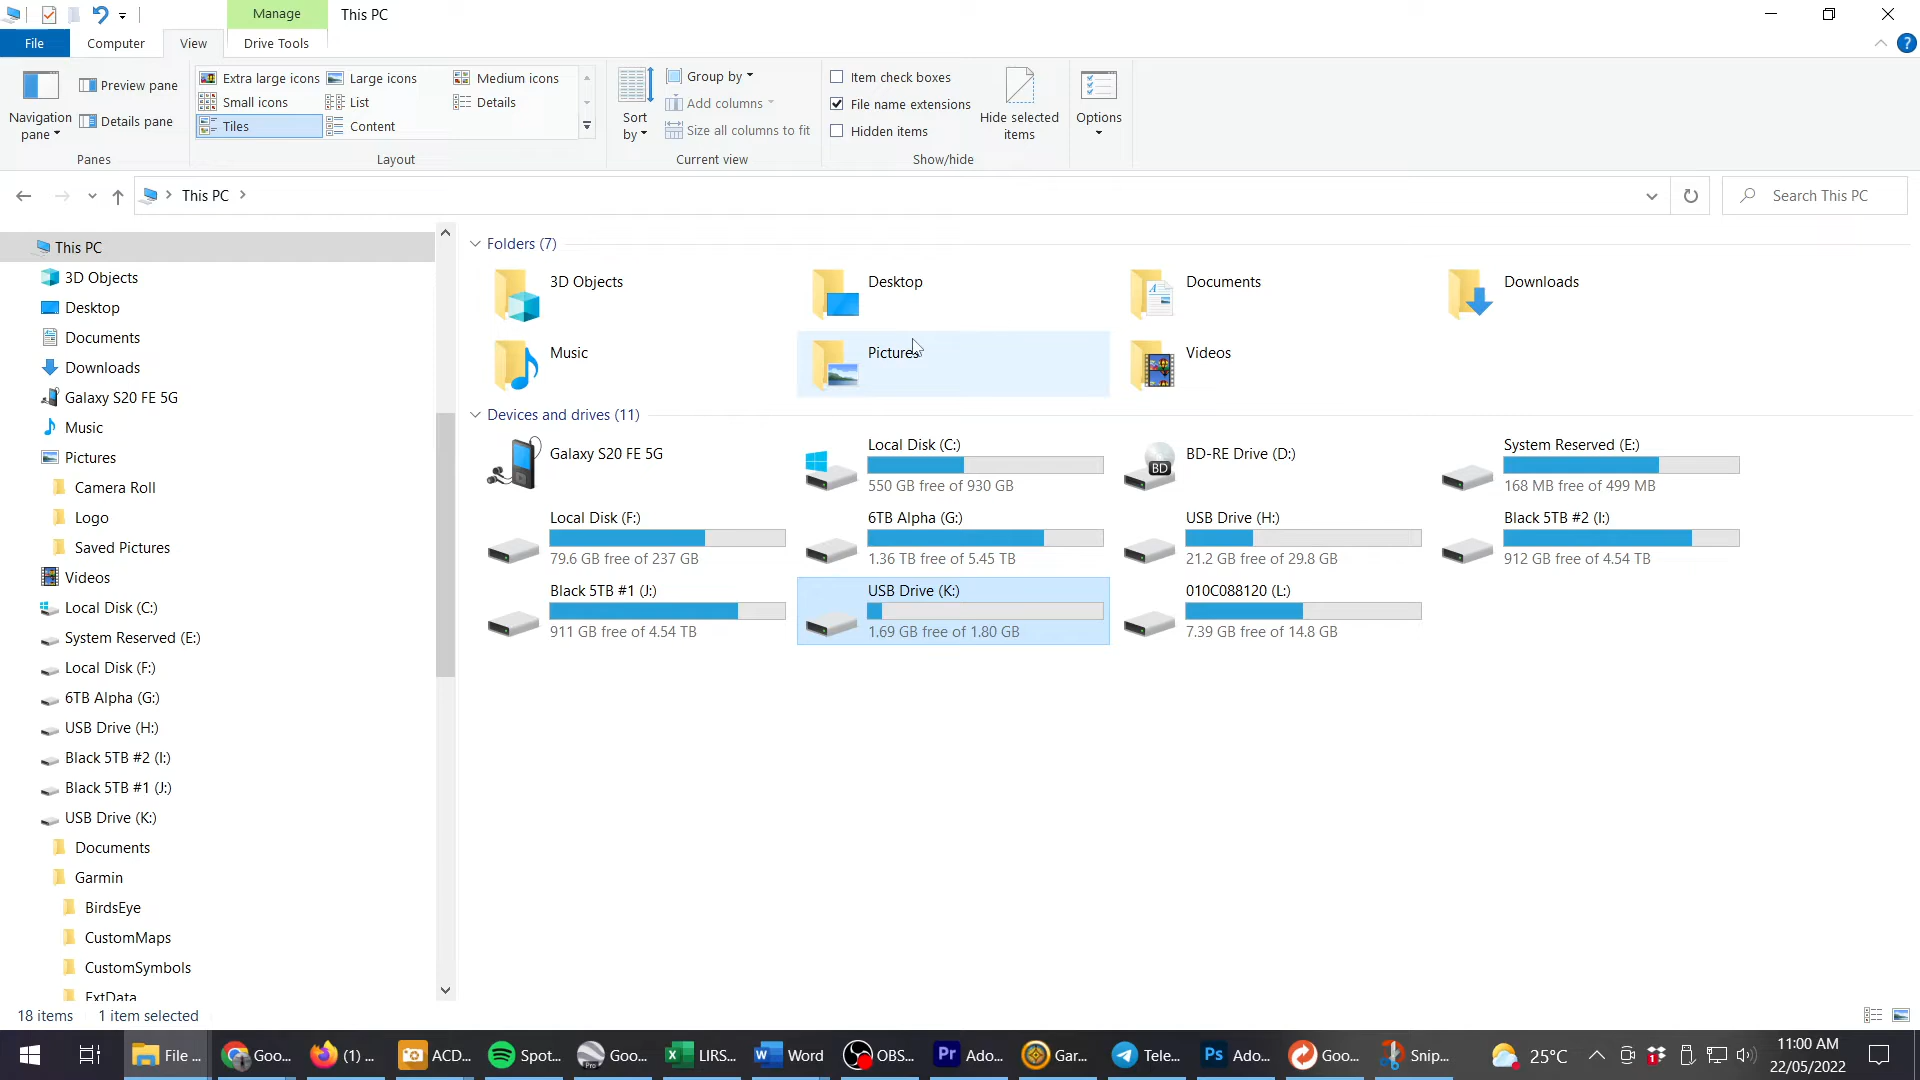 Manage
This PC
File
Computer
View
Drive Tools
Navigation pane
Preview pane
Details pane
Panes
Extra large icons
Large icons
Medium icons
Small icons
List
Details
Tiles
Content
Layout
Sort by
Group by
Add columns
Size all columns to fit
Current view
Item check boxes
File name extensions
Hidden items
Hide selected items
Show/hide
Options
This PC
Search This PC
This PC
3D Objects
Desktop
Documents
Downloads
Galaxy S20 FE 5G
Music
Pictures
Camera Roll
Logo
Saved Pictures
Videos
Local Disk (C:)
System Reserved (E:)
Local Disk (F:)
6TB Alpha (G:)
USB Drive (H:)
Black 5TB #2 (I:)
Black 5TB #1 (J:)
USB Drive (K:)
Documents
Garmin
BirdsEye
CustomMaps
CustomSymbols
ExtData
Folders (7)
3D Objects
Desktop
Documents
Downloads
Music
Pictures
Videos
Devices and drives (11)
Galaxy S20 FE 5G
Local Disk (C:)
550 GB free of 930 GB
BD
BD-RE Drive (D:)
System Reserved (E:)
168 MB free of 499 MB
Local Disk (F:)
79.6 GB free of 237 GB
6TB Alpha (G:)
1.36 TB free of 5.45 TB
USB Drive (H:)
21.2 GB free of 29.8 GB
Black 5TB #2 (I:)
912 GB free of 4.54 TB
Black 5TB #1 (J:)
911 GB free of 4.54 TB
USB Drive (K:)
1.69 GB free of 1.80 GB
010C088120 (L:)
7.39 GB free of 14.8 GB
18 items
1 item selected
File ...
Goo...
(1) ...
ACD...
Spot...
Goo...
LIRS...
Word
OBS...
Pr Ado...
Gar...
Tele...
Ps Ado...
Goo...
Snip...
25°C
11:00 AM
22/05/2022